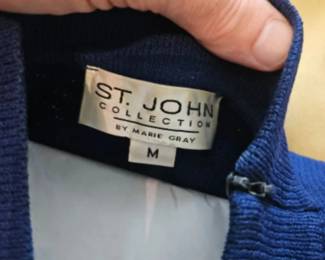 ST. JOHN
COLLECTION
BY MARIE GRAY
M